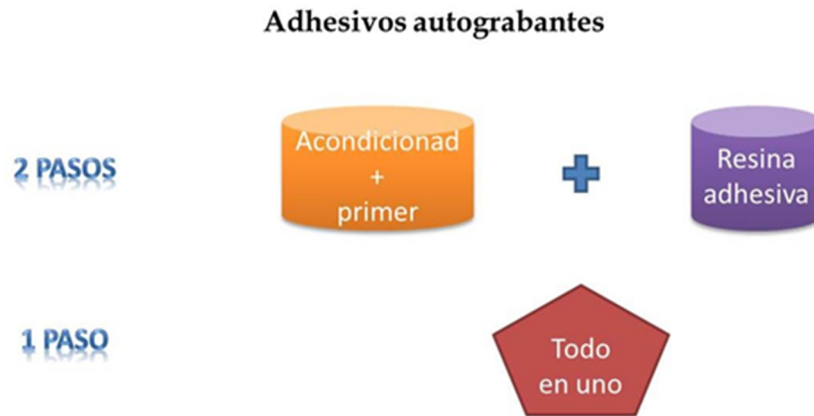 Adhesivos autograbantes
2 PASOS
Acondicionad
+
primer
Resina
adhesiva
1 PASO
Todo
en uno